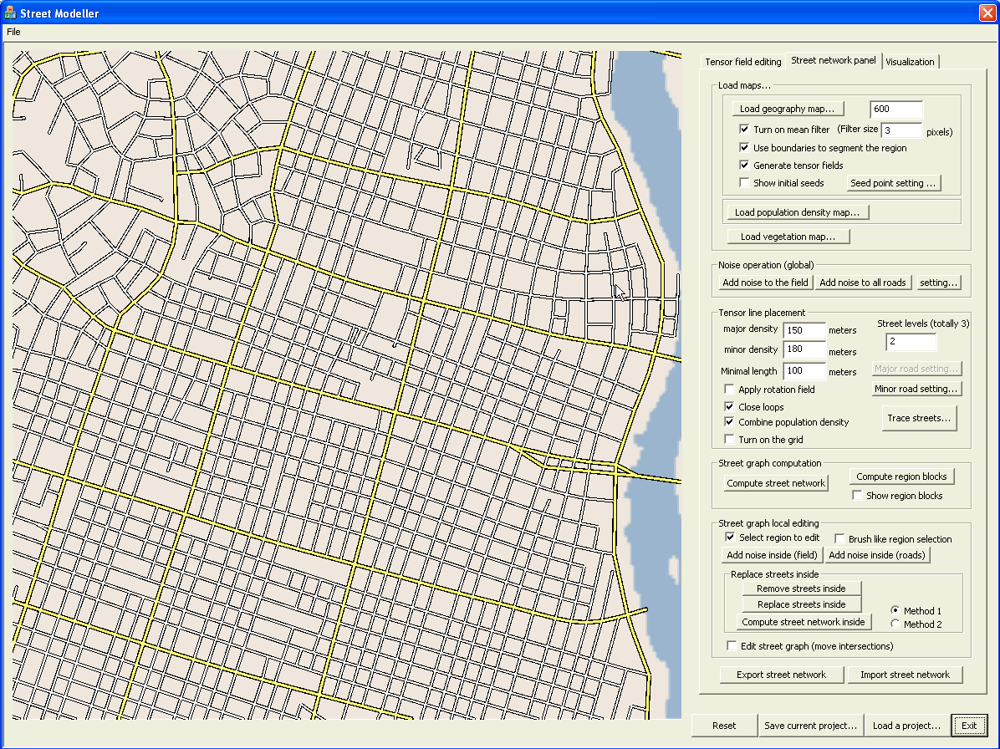 Street Modeller
File
Tensor field editing Street network panel Visualization
Load maps...
Load geography map... 600
Turn on mean filter (Filter size 3 pixels)
Use boundaries to segment the region
Generate tensor fields
Show initial seeds Seed point setting ...
Load population density map...
Load vegetation map...
Noise operation (global)
Add noise to the field Add noise to all roads setting...
Tensor line placement
major density 150 meters Street levels (totally 3)
minor density 180 meters 2
Minimal length 100 meters Major road setting...
Apply rotation field Minor road setting...
Close loops
Combine population density Trace streets...
Turn on the grid
Street graph computation
Compute street network Compute region blocks
Show region blocks
Street graph local editing
Select region to edit Brush like region selection
Add noise inside (field) Add noise inside (roads)
Replace streets inside
Remove streets inside
Replace streets inside Method 1
Compute street network inside Method 2
Edit street graph (move intersections)
Export street network Import street network
Reset Save current project... Load a project... Exit